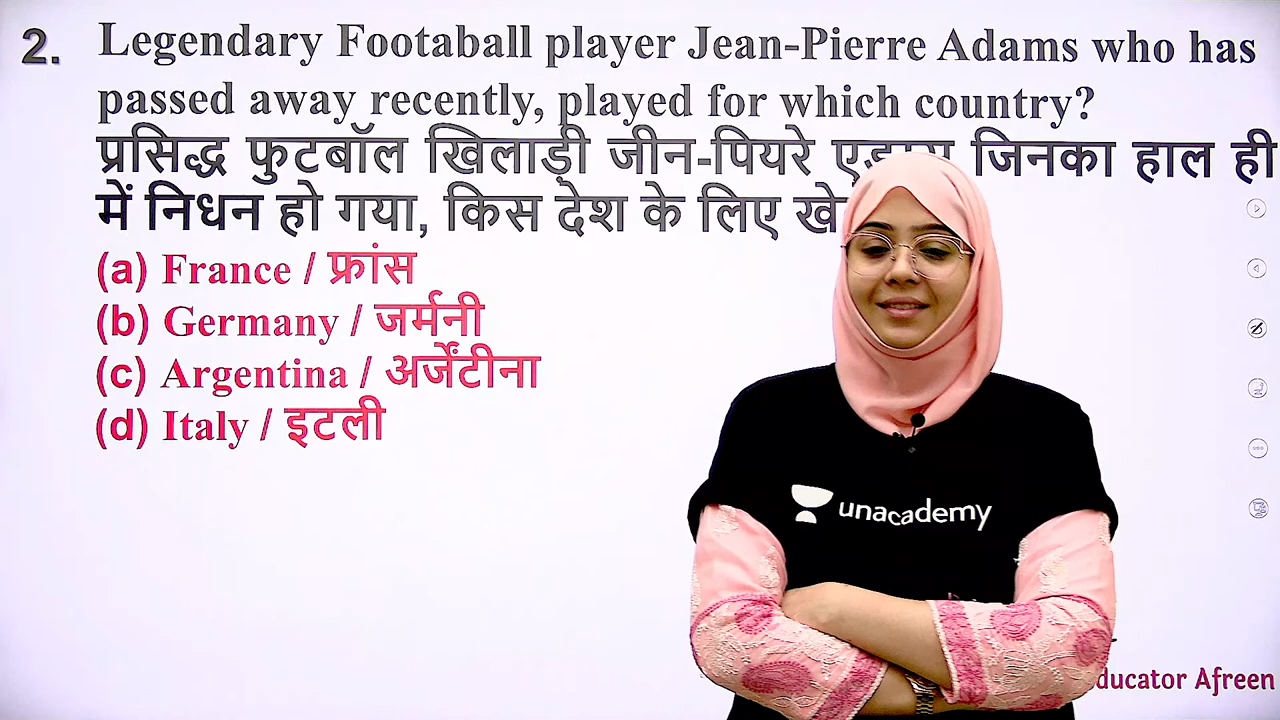 2. Legendary Footaball player Jean-Pierre Adams who has
passed away recently, played for which country?
प्रसिद्ध फुटबॉल खिलाड़ी जीन-पियरे एडम्स जिनका हाल ही
में निधन हो गया, किस देश के लिए
(a) France / फ्रांस
(b) Germany / जर्मनी
(c) Argentina / अर्जेंटीना
(d) Italy / इटली
unacademy
ducator Afreen